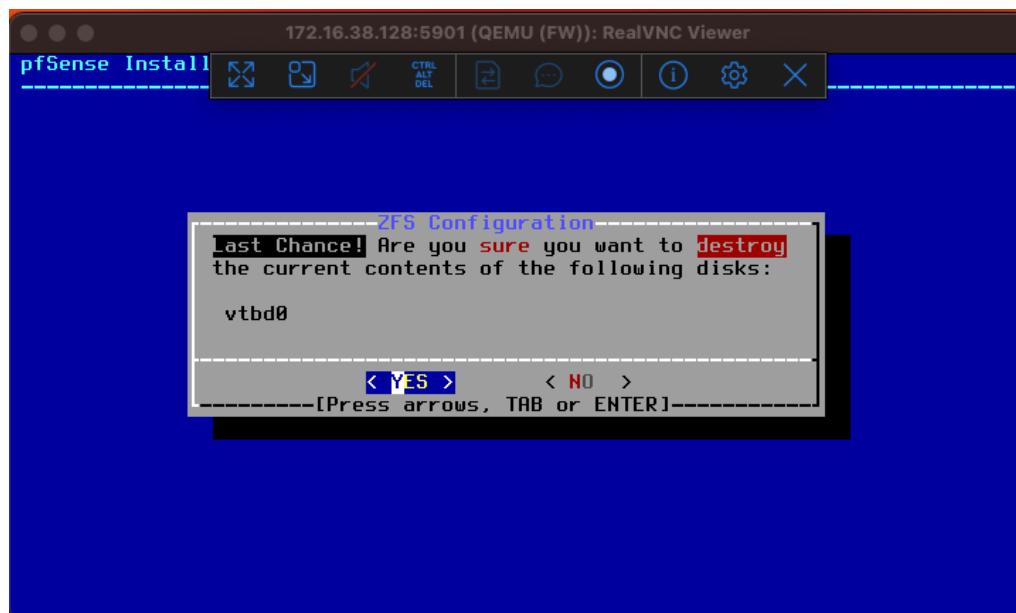 172.16.38.128:5901 (QEMU (FW)): RealVNC Viewer
pfSense Install
CTRL
ALT
DEL
ZFS Configuration
Last Chance! Are you sure you want to destroy
the current contents of the following disks:
vtbd0
< YES > < NO >
[Press arrows, TAB or ENTER]